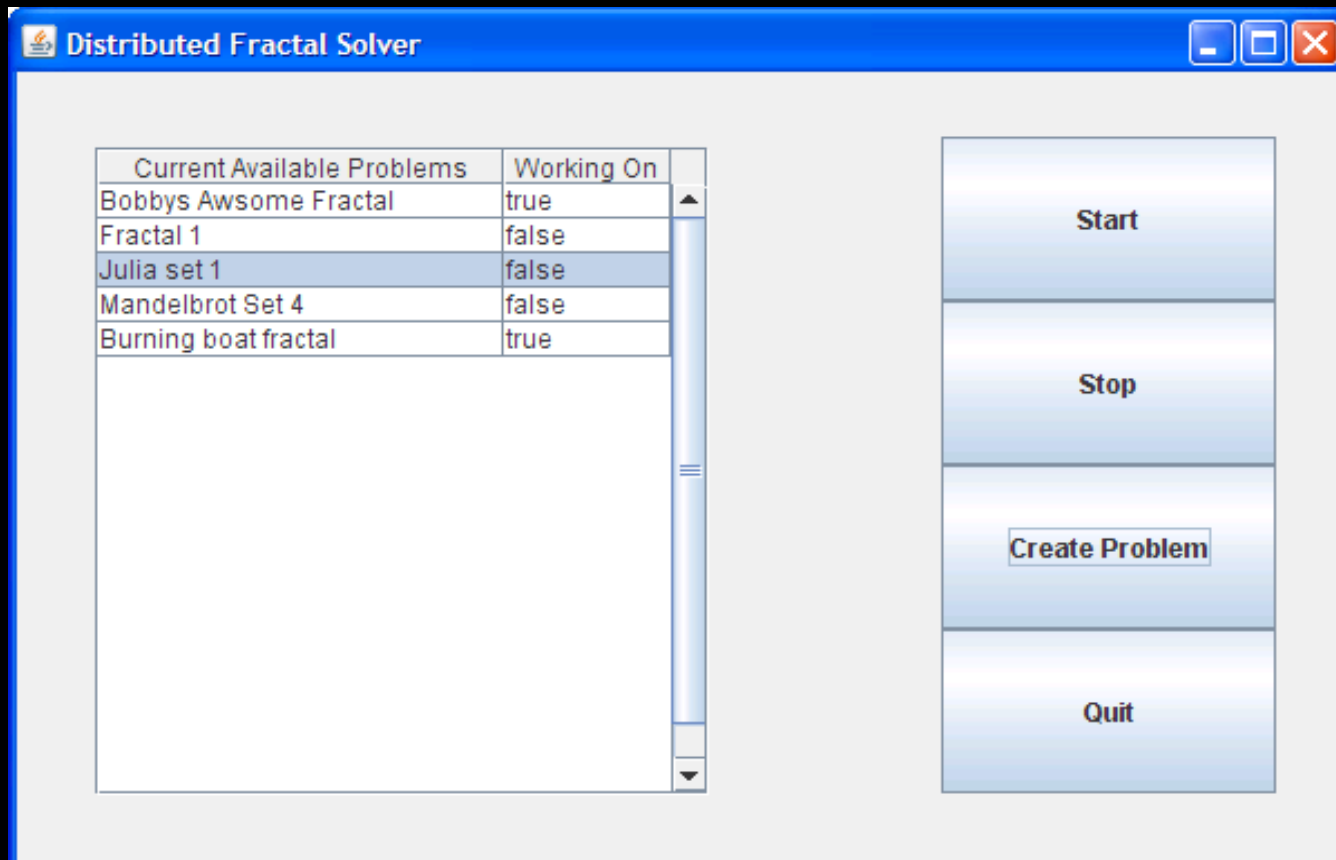 Distributed Fractal Solver
Current Available Problems Working On
Bobbys Awsome Fractal true
Fractal 1 false
Julia set 1 false
Mandelbrot Set 4 false
Burning boat fractal true
Start
Stop
Create Problem
Quit